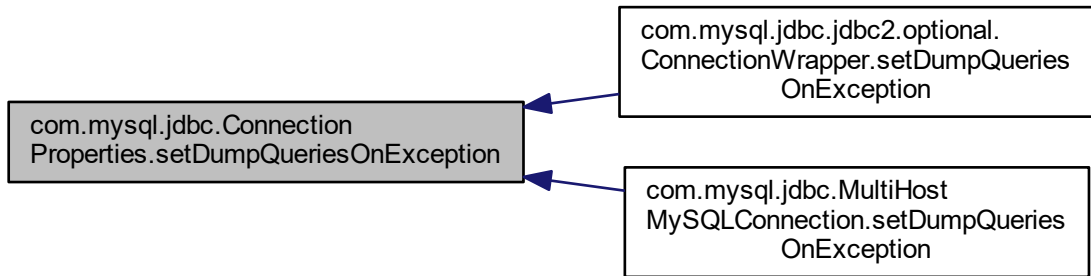 com.mysql.jdbc.jdbc2.optional.
ConnectionWrapper.setDumpQueries
OnException
com.mysql.jdbc.Connection
Properties.setDumpQueriesOnException
com.mysql.jdbc.MultiHost
MySQLConnection.setDumpQueries
OnException